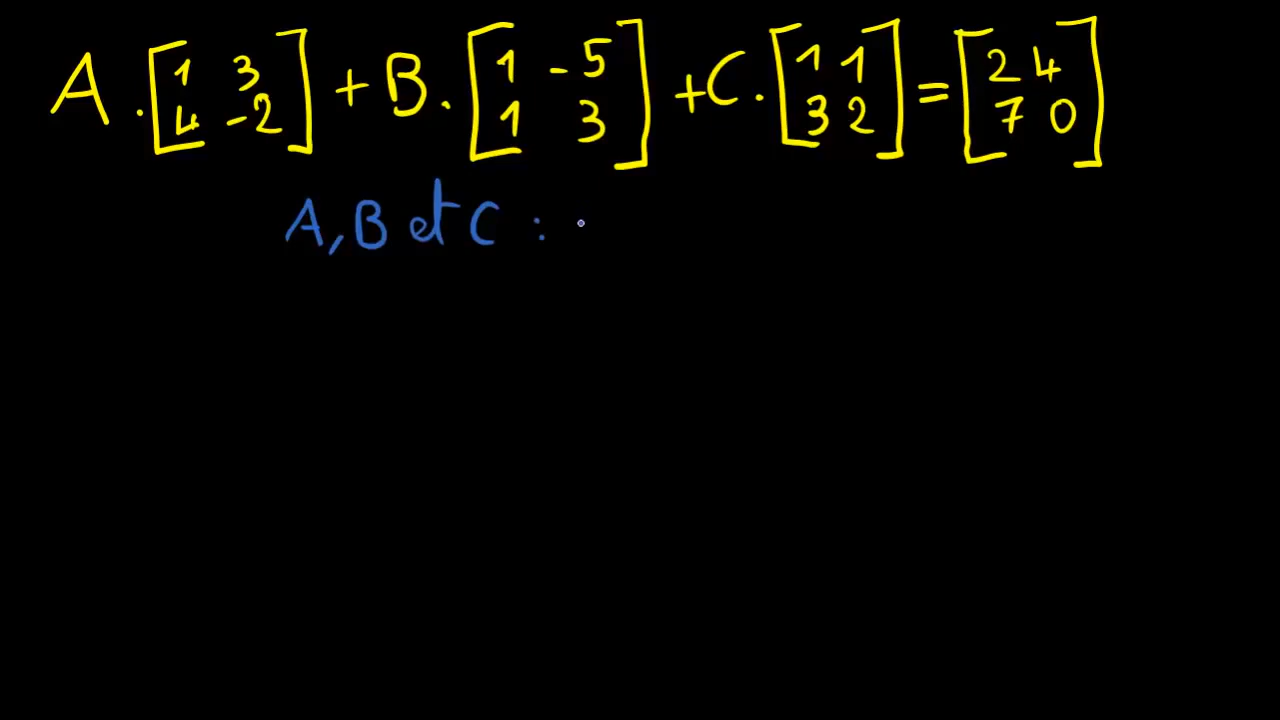 A . [1 3 4 -2] + B . [1 -5 1 3] + C . [1 1 3 2] = [2 4 7 0]
A, B et C :